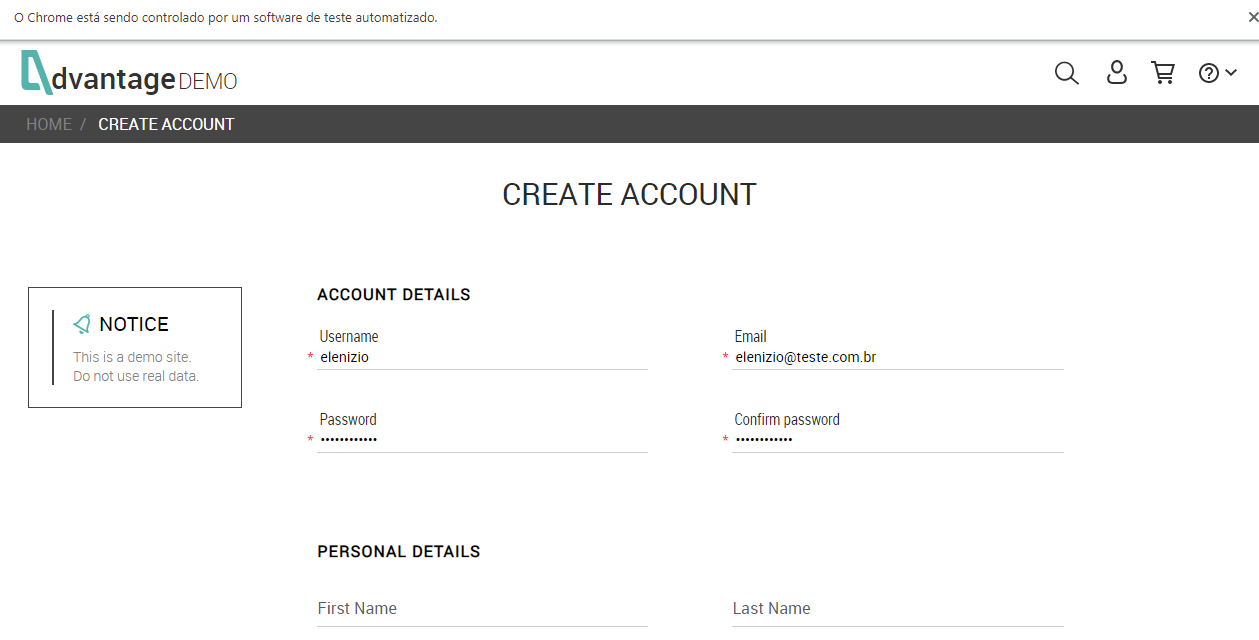 O Chrome está sendo controlado por um software de teste automatizado.
dvantage DEMO
HOME / CREATE ACCOUNT
CREATE ACCOUNT
NOTICE
This is a demo site.
Do not use real data.
ACCOUNT DETAILS
Username
* elenizio
Email
* elenizio@teste.com.br
Password
* ••••••••••••
Confirm password
* ••••••••••••
PERSONAL DETAILS
First Name
Last Name